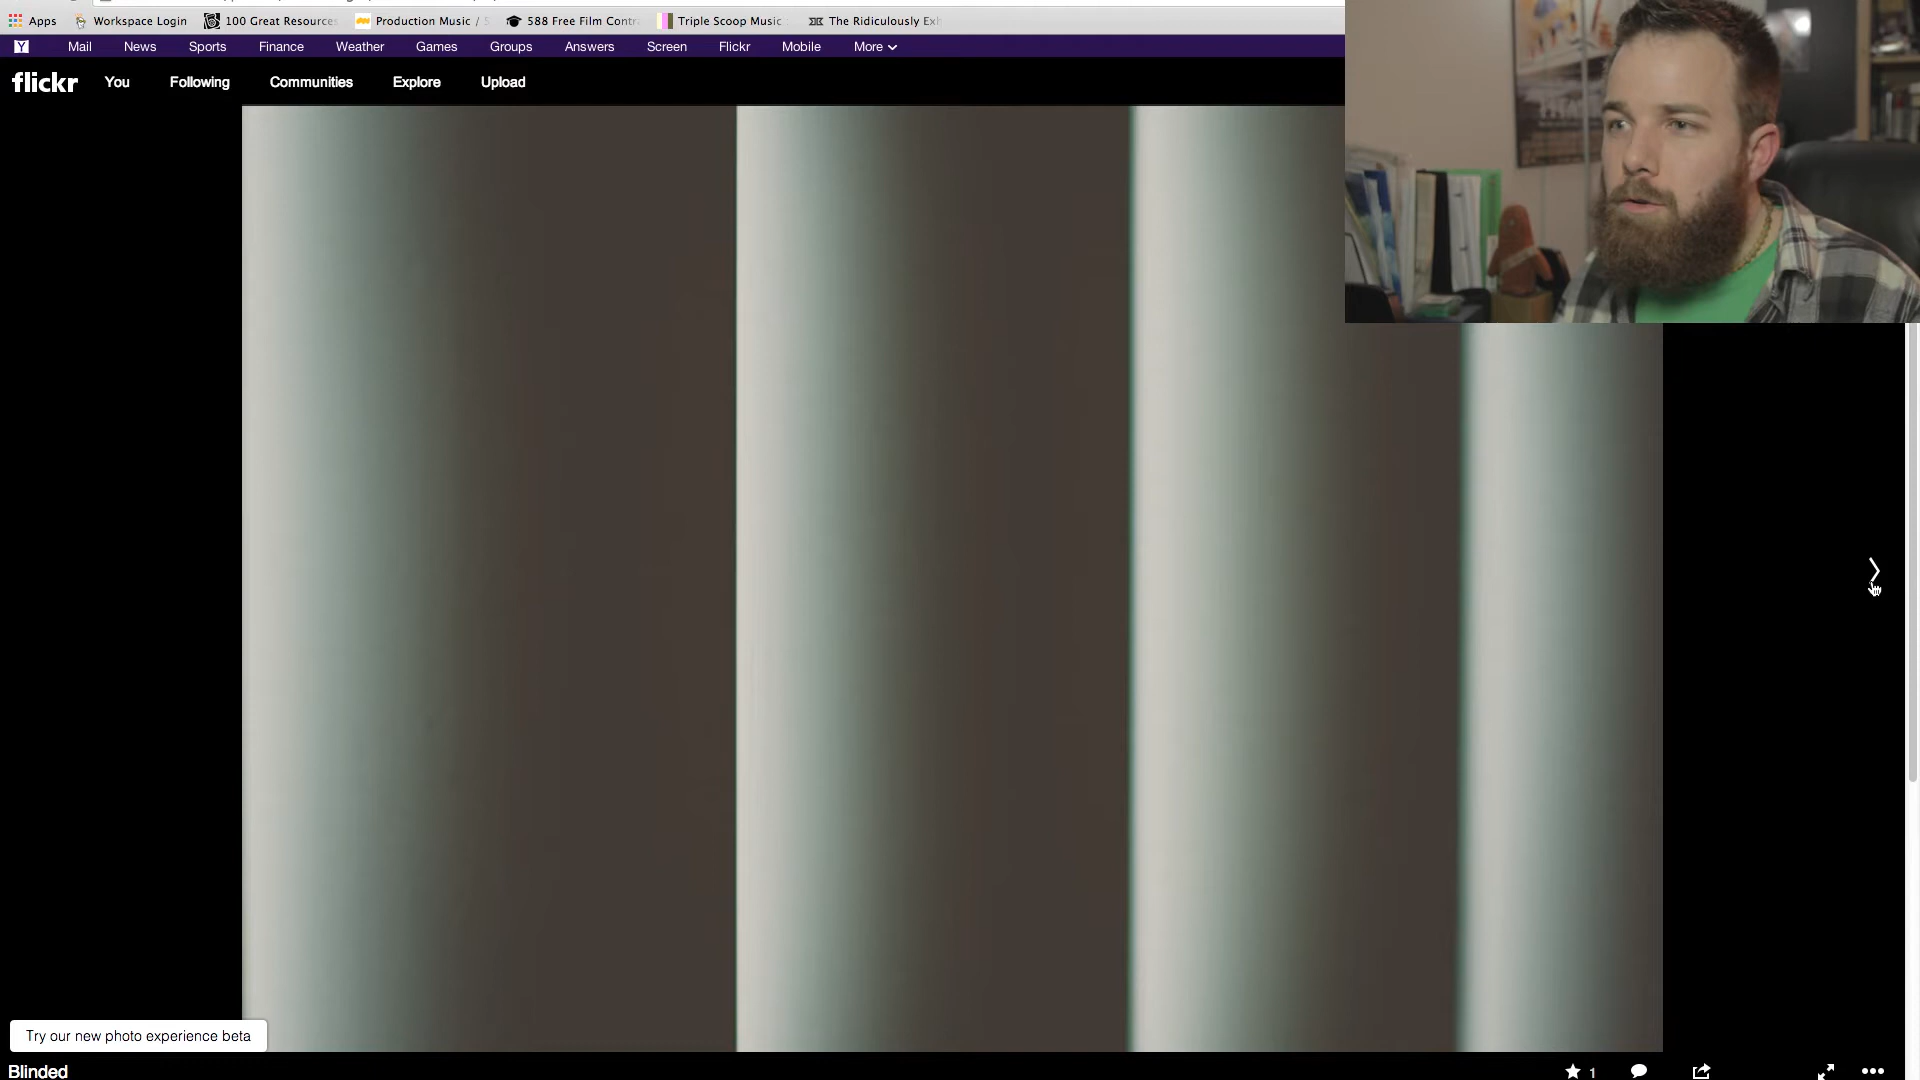 Apps Workspace Login 100 Great Resources Production Music / 588 Free Film Contr Triple Scoop Music The Ridiculously Exh
Y Mail News Sports Finance Weather Games Groups Answers Screen Flickr Mobile More
flickr You Following Communities Explore Upload
Try our new photo experience beta
Blinded 1